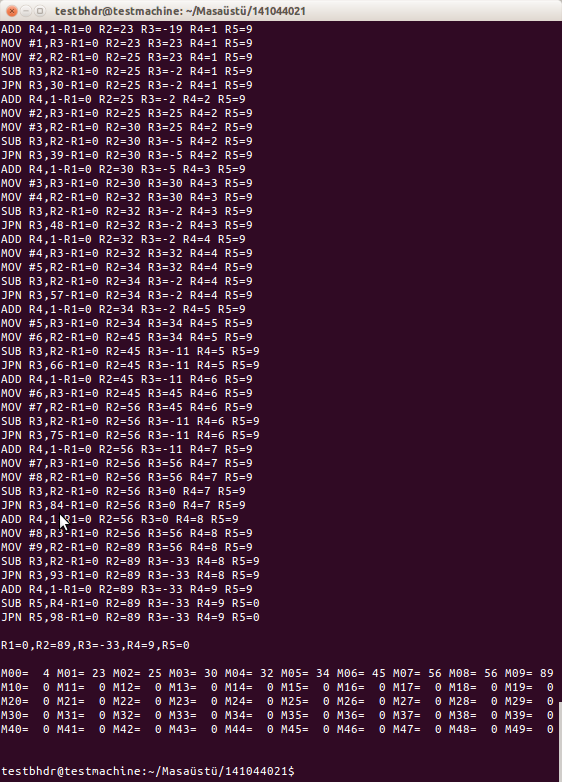 testbhdr@testmachine: ~/Masaüstü/141044021
ADD R4,1-R1=0 R2=23 R3=-19 R4=1 R5=9
MOV #1,R3-R1=0 R2=23 R3=23 R4=1 R5=9
MOV #2,R2-R1=0 R2=25 R3=23 R4=1 R5=9
SUB R3,R2-R1=0 R2=25 R3=-2 R4=1 R5=9
JPN R3,30-R1=0 R2=25 R3=-2 R4=1 R5=9
ADD R4,1-R1=0 R2=25 R3=-2 R4=2 R5=9
MOV #2,R3-R1=0 R2=25 R3=25 R4=2 R5=9
MOV #3,R2-R1=0 R2=30 R3=25 R4=2 R5=9
SUB R3,R2-R1=0 R2=30 R3=-5 R4=2 R5=9
JPN R3,39-R1=0 R2=30 R3=-5 R4=2 R5=9
ADD R4,1-R1=0 R2=30 R3=-5 R4=3 R5=9
MOV #3,R3-R1=0 R2=30 R3=30 R4=3 R5=9
MOV #4,R2-R1=0 R2=32 R3=30 R4=3 R5=9
SUB R3,R2-R1=0 R2=32 R3=-2 R4=3 R5=9
JPN R3,48-R1=0 R2=32 R3=-2 R4=3 R5=9
ADD R4,1-R1=0 R2=32 R3=-2 R4=4 R5=9
MOV #4,R3-R1=0 R2=32 R3=32 R4=4 R5=9
MOV #5,R2-R1=0 R2=34 R3=32 R4=4 R5=9
SUB R3,R2-R1=0 R2=34 R3=-2 R4=4 R5=9
JPN R3,57-R1=0 R2=34 R3=-2 R4=4 R5=9
ADD R4,1-R1=0 R2=34 R3=-2 R4=5 R5=9
MOV #5,R3-R1=0 R2=34 R3=34 R4=5 R5=9
MOV #6,R2-R1=0 R2=45 R3=34 R4=5 R5=9
SUB R3,R2-R1=0 R2=45 R3=-11 R4=5 R5=9
JPN R3,66-R1=0 R2=45 R3=-11 R4=5 R5=9
ADD R4,1-R1=0 R2=45 R3=-11 R4=6 R5=9
MOV #6,R3-R1=0 R2=45 R3=45 R4=6 R5=9
MOV #7,R2-R1=0 R2=56 R3=45 R4=6 R5=9
SUB R3,R2-R1=0 R2=56 R3=-11 R4=6 R5=9
JPN R3,75-R1=0 R2=56 R3=-11 R4=6 R5=9
ADD R4,1-R1=0 R2=56 R3=-11 R4=7 R5=9
MOV #7,R3-R1=0 R2=56 R3=56 R4=7 R5=9
MOV #8,R2-R1=0 R2=56 R3=56 R4=7 R5=9
SUB R3,R2-R1=0 R2=56 R3=0 R4=7 R5=9
JPN R3,84-R1=0 R2=56 R3=0 R4=7 R5=9
ADD R4,1-R1=0 R2=56 R3=0 R4=8 R5=9
MOV #8,R3-R1=0 R2=56 R3=56 R4=8 R5=9
MOV #9,R2-R1=0 R2=89 R3=56 R4=8 R5=9
SUB R3,R2-R1=0 R2=89 R3=-33 R4=8 R5=9
JPN R3,93-R1=0 R2=89 R3=-33 R4=8 R5=9
ADD R4,1-R1=0 R2=89 R3=-33 R4=9 R5=9
SUB R5,R4-R1=0 R2=89 R3=-33 R4=9 R5=0
JPN R5,98-R1=0 R2=89 R3=-33 R4=9 R5=0
R1=0,R2=89,R3=-33,R4=9,R5=0
M00=  4 M01= 23 M02= 25 M03= 30 M04= 32 M05= 34 M06= 45 M07= 56 M08= 56 M09= 89
M10=  0 M11=  0 M12=  0 M13=  0 M14=  0 M15=  0 M16=  0 M17=  0 M18=  0 M19=  0
M20=  0 M21=  0 M22=  0 M23=  0 M24=  0 M25=  0 M26=  0 M27=  0 M28=  0 M29=  0
M30=  0 M31=  0 M32=  0 M33=  0 M34=  0 M35=  0 M36=  0 M37=  0 M38=  0 M39=  0
M40=  0 M41=  0 M42=  0 M43=  0 M44=  0 M45=  0 M46=  0 M47=  0 M48=  0 M49=  0
testbhdr@testmachine:~/Masaüstü/141044021$